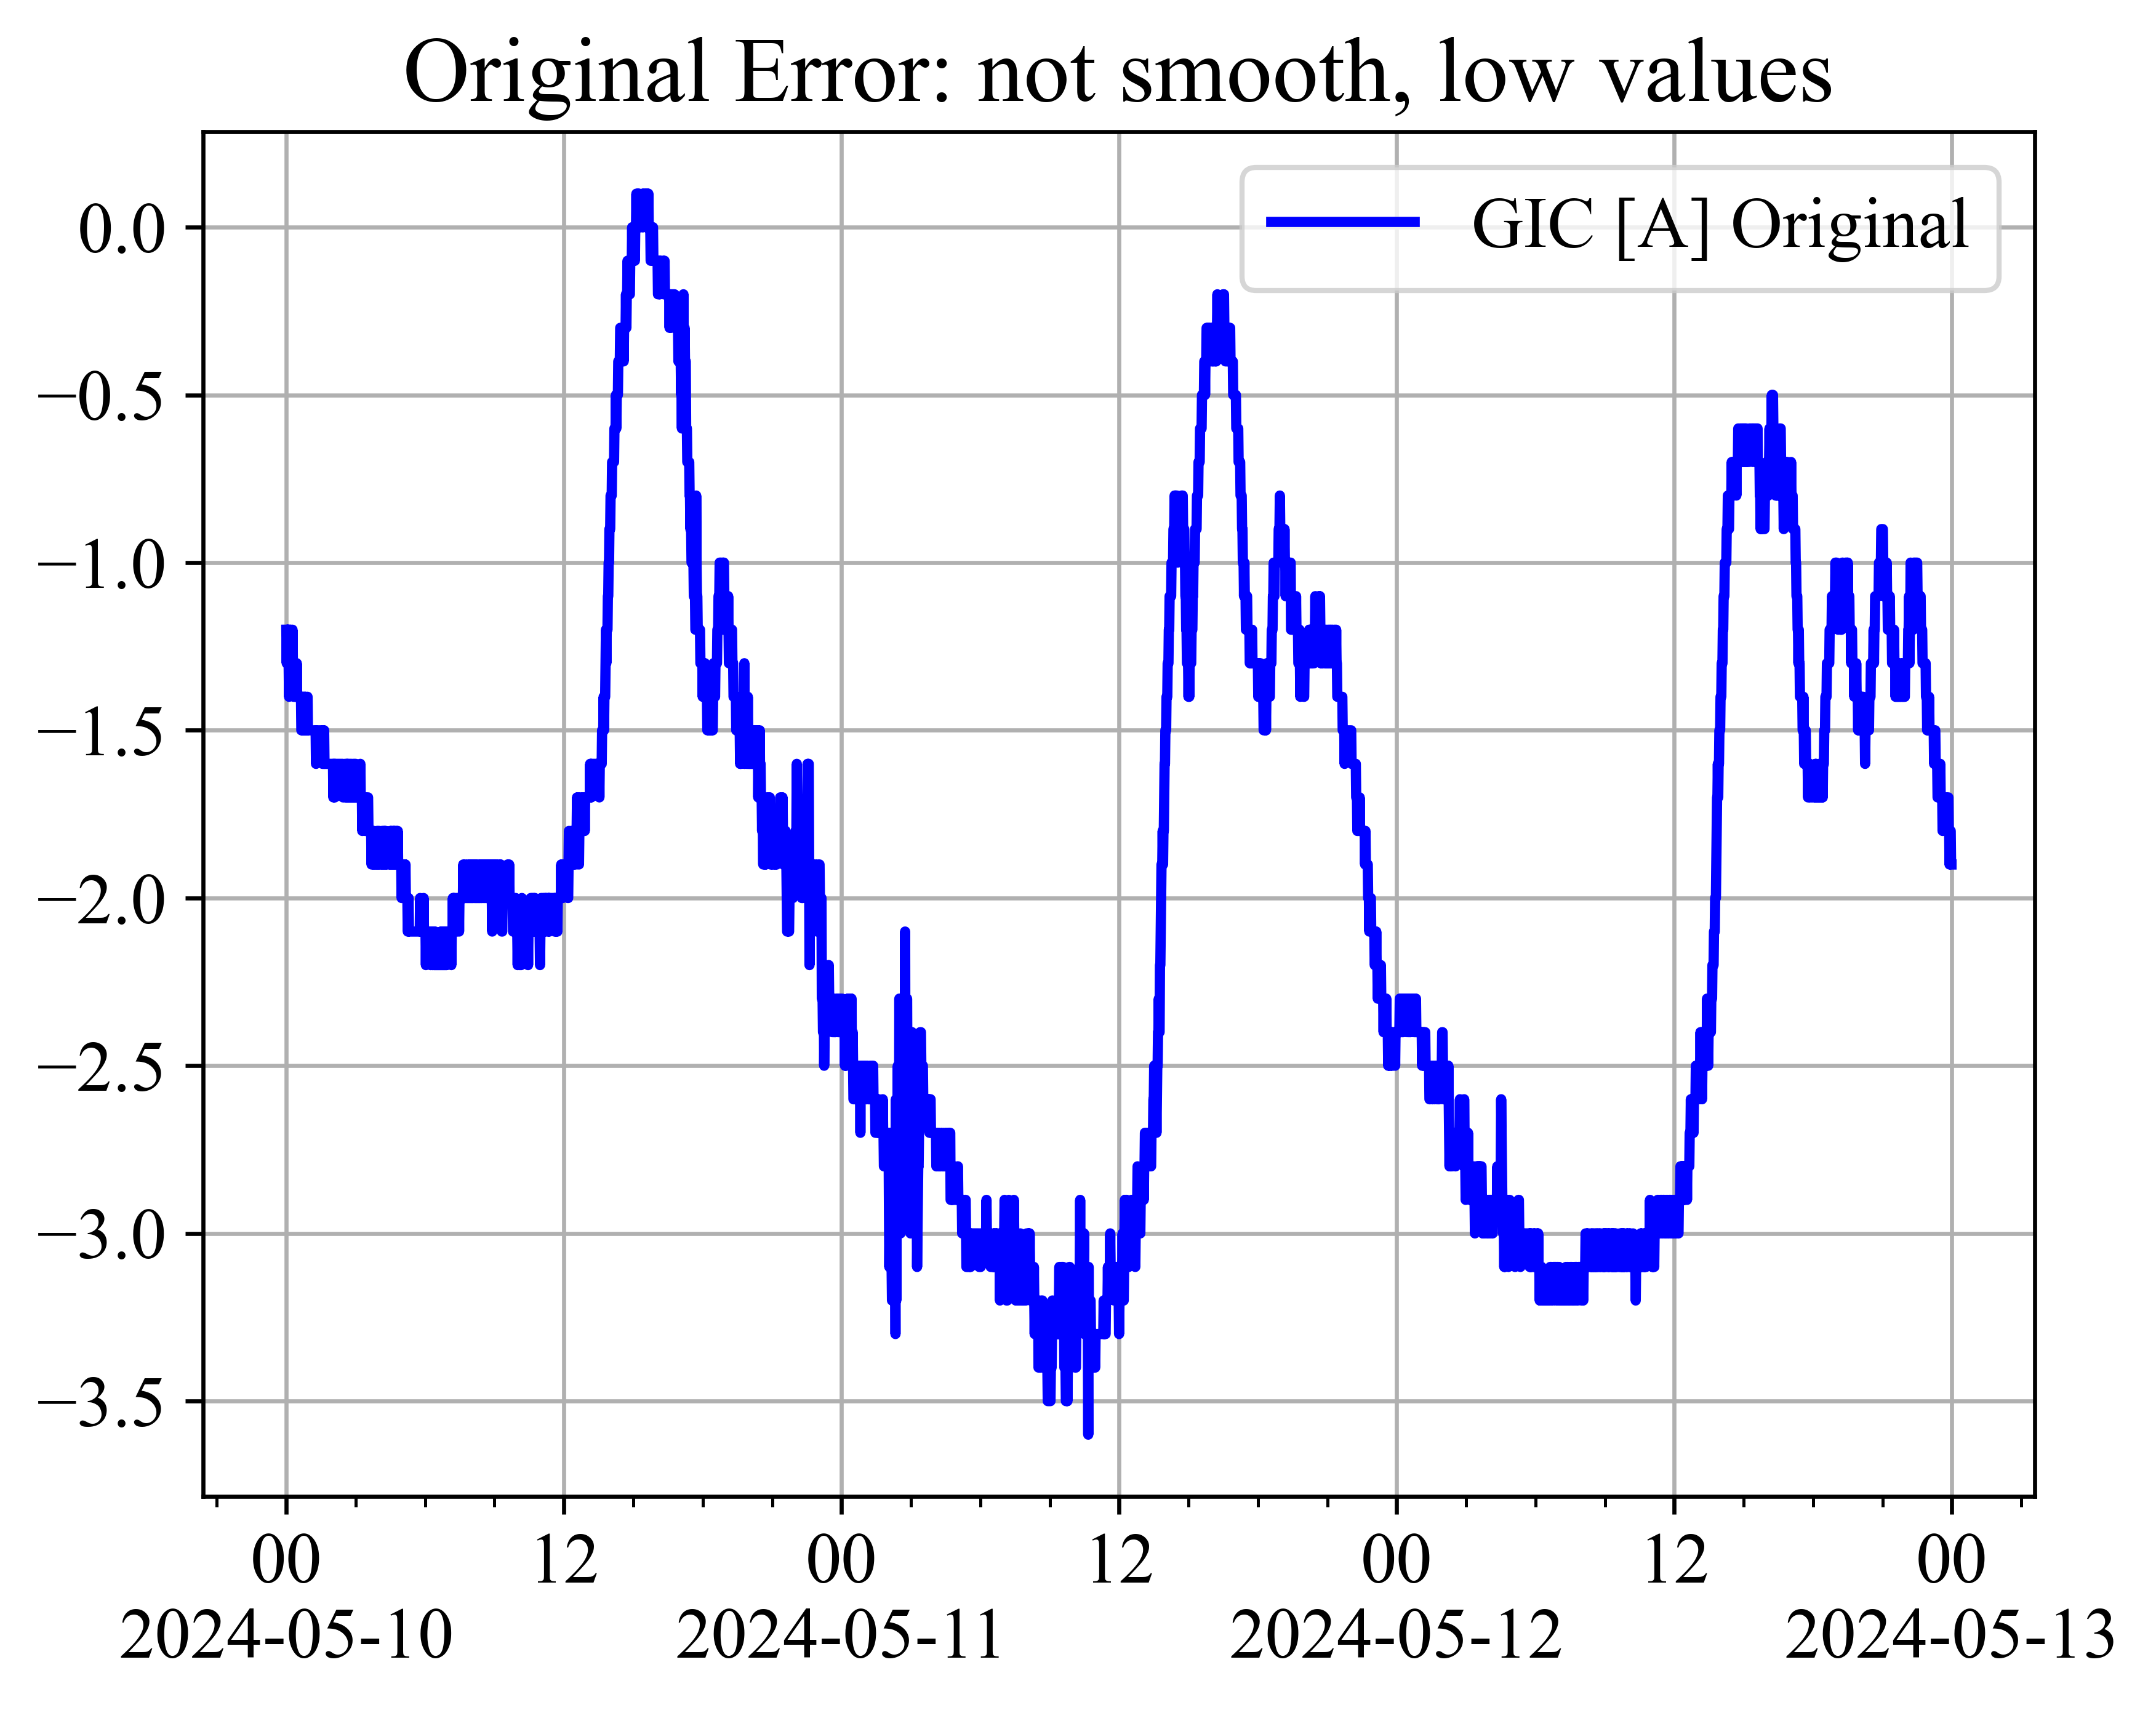 Original Error: not smooth, low values
GIC [A] Original
0.0
−0.5
−1.0
−1.5
−2.0
−2.5
−3.0
−3.5
00 12 00 12 00 12 00
2024-05-10 2024-05-11 2024-05-12 2024-05-13